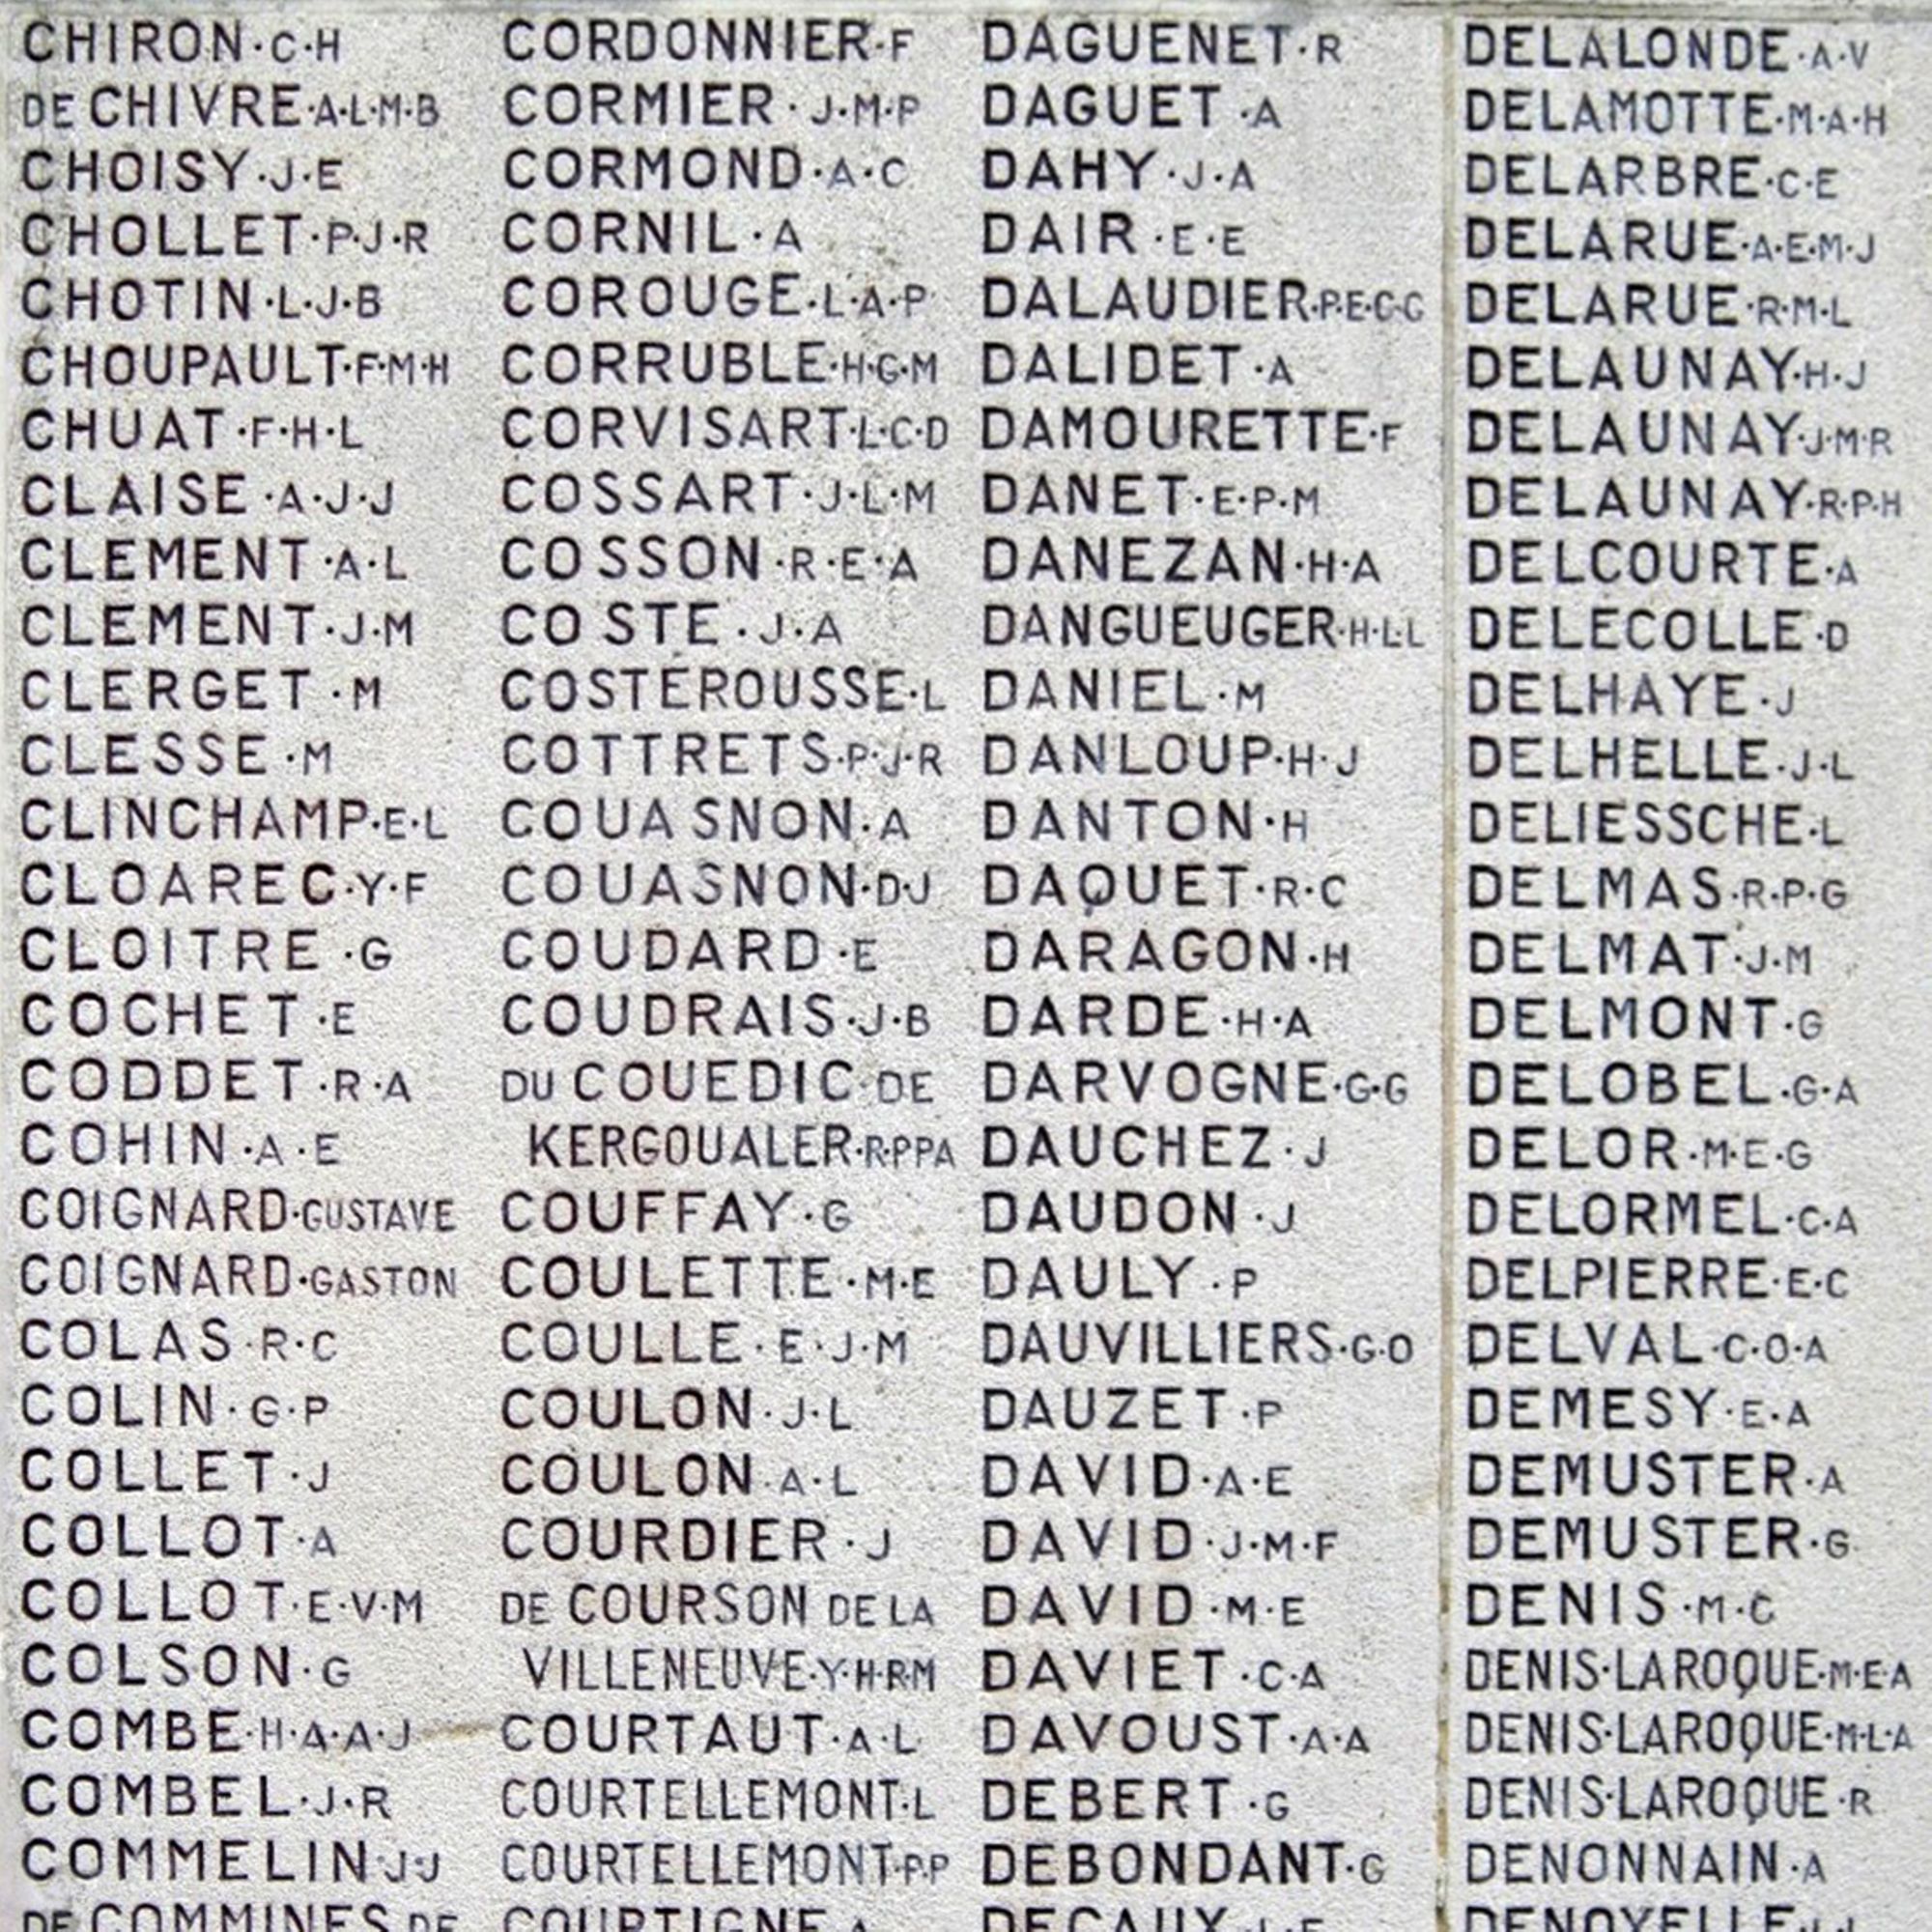 CHIRON·C·H
DE CHIVRE·A·L·M·B
CHOISY·J·E
CHOLLET·P·J·R
CHOTIN·L·J·B
CHOUPAULT·F·M·H
CHUAT·F·H·L
CLAISE·A·J·J
CLEMENT·A·L
CLEMENT·J·M
CLERGET·M
CLESSE·M
CLINCHAMP·E·L
CLOAREC·Y·F
CLOITRE·G
COCHET·E
CODDET·R·A
COHIN·A·E
COIGNARD·GUSTAVE
COIGNARD·GASTON
COLAS·R·C
COLIN·G·P
COLLET·J
COLLOT·A
COLLOT·E·V·M
COLSON·G
COMBE·H·A·A·J
COMBEL·J·R
COMMELIN·J·J
DE COMMINES DE
CORDONNIER·F
CORMIER·J·M·P
CORMOND·A·C
CORNIL·A
COROUGE·L·A·P
CORRUBLE·H·G·M
CORVISART·L·C·D
COSSART·J·L·M
COSSON·R·E·A
COSTE·J·A
COSTEROUSSE·L
COTTRETS·P·J·R
COUASNON·A
COUASNON·D·J
COUDARD·E
COUDRAIS·J·B
DU COUEDIC DE
KERGOUALER·R·P·P·A
COUFFAY·G
COULETTE·M·E
COULLE·E·J·M
COULON·J·L
COULON·A·L
COURDIER·J
DE COURSON DE LA
VILLENEUVE·Y·H·R·M
COURTAUT·A·L
COURTELLEMONT·L
COURTELLEMONT·P·P
COURTIGNE·A
DAGUENET·R
DAGUET·A
DAHY·J·A
DAIR·E·E
DALAUDIER·P·E·C·C
DALIDET·A
DAMOURETTE·F
DANET·E·P·M
DANEZAN·H·A
DANGUEUGER·H·L·L
DANIEL·M
DANLOUP·H·J
DANTON·H
DAQUET·R·C
DARAGON·H
DARDE·H·A
DARVOGNE·G·G
DAUCHEZ·J
DAUDON·J
DAULY·P
DAUVILLIERS·G·O
DAUZET·P
DAVID·A·E
DAVID·J·M·F
DAVID·M·E
DAVIET·C·A
DAVOUST·A·A
DEBERT·G
DEBONDANT·G
DECAUX
DELALONDE·A·V
DELAMOTTE·M·A·H
DELARBRE·C·E
DELARUE·A·E·M·J
DELARUE·R·M·L
DELAUNAY·H·J
DELAUNAY·J·M·R
DELAUNAY·R·P·H
DELCOURTE·A
DELECOLLE·D
DELHAYE·J
DELHELLE·J·L
DELIESSCHE·L
DELMAS·R·P·G
DELMAT·J·M
DELMONT·G
DELOBEL·G·A
DELOR·M·E·G
DELORMEL·C·A
DELPIERRE·E·C
DELVAL·C·O·A
DEMESY·E·A
DEMUSTER·A
DEMUSTER·G
DENIS·M·C
DENIS·LAROQUE·M·E·A
DENIS·LAROQUE·M·L·A
DENIS·LAROQUE·R
DENONNAIN·A
DENOYELLE